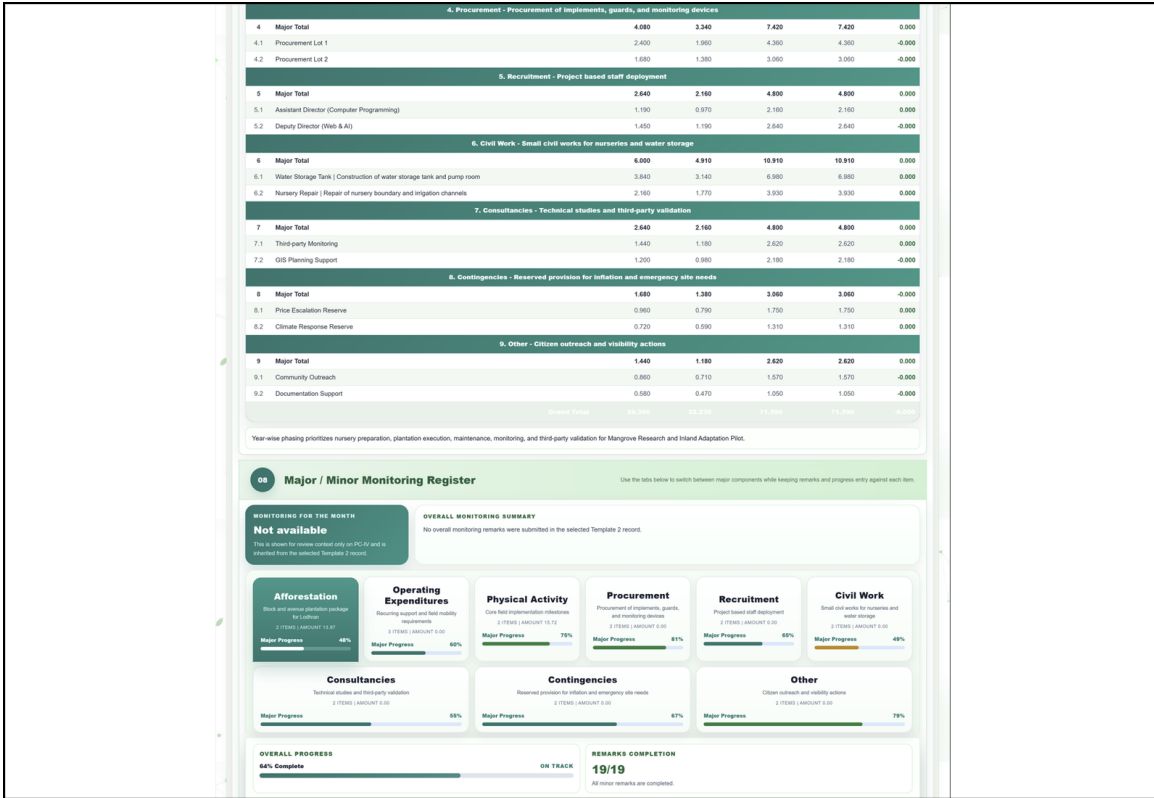 4. Procurement - Procurement of implements, guards, and monitoring devices
4 Major Total 4.080 3.340 7.420 7.420 0.000
4.1 Procurement Lot 1 2.400 1.960 4.360 4.360 -0.000
4.2 Procurement Lot 2 1.680 1.380 3.060 3.060 -0.000
5. Recruitment - Project based staff deployment
5 Major Total 2.640 2.160 4.800 4.800 0.000
5.1 Assistant Director (Computer Programming) 1.190 0.970 2.160 2.160 0.000
5.2 Deputy Director (Web & AI) 1.450 1.190 2.640 2.640 -0.000
6. Civil Work - Small civil works for nurseries and water storage
6 Major Total 6.000 4.910 10.910 10.910 0.000
6.1 Water Storage Tank | Construction of water storage tank and pump room 3.840 3.140 6.980 6.980 0.000
6.2 Nursery Repair | Repair of nursery boundary and irrigation channels 2.160 1.770 3.930 3.930 0.000
7. Consultancies - Technical studies and third-party validation
7 Major Total 2.640 2.160 4.800 4.800 0.000
7.1 Third-party Monitoring 1.440 1.180 2.620 2.620 0.000
7.2 GIS Planning Support 1.200 0.980 2.180 2.180 -0.000
8. Contingencies - Reserved provision for inflation and emergency site needs
8 Major Total 1.680 1.380 3.060 3.060 -0.000
8.1 Price Escalation Reserve 0.960 0.790 1.750 1.750 0.000
8.2 Climate Response Reserve 0.720 0.590 1.310 1.310 0.000
9. Other - Citizen outreach and visibility actions
9 Major Total 1.440 1.180 2.620 2.620 0.000
9.1 Community Outreach 0.860 0.710 1.570 1.570 -0.000
9.2 Documentation Support 0.580 0.470 1.050 1.050 -0.000
Grand Total
Year-wise phasing prioritizes nursery preparation, plantation execution, maintenance, monitoring, and third-party validation for Mangrove Research and Inland Adaptation Pilot.
08 Major / Minor Monitoring Register
Use the tabs below to switch between major components while keeping remarks and progress entry against each item.
MONITORING FOR THE MONTH
Not available
This is shown for review context only on PC-IV and is
inherited from the selected Template 2 record.
OVERALL MONITORING SUMMARY
No overall monitoring remarks were submitted in the selected Template 2 record.
Afforestation
Block and avenue plantation package
for Lodhran
2 ITEMS | AMOUNT 13.97
Major Progress 48%
Operating
Expenditures
Recurring support and field mobility
requirements
3 ITEMS | AMOUNT 0.00
Major Progress 60%
Physical Activity
Core field implementation milestones
2 ITEMS | AMOUNT 15.72
Major Progress 75%
Procurement
Procurement of implements, guards,
and monitoring devices
2 ITEMS | AMOUNT 0.00
Major Progress 81%
Recruitment
Project based staff deployment
2 ITEMS | AMOUNT 0.00
Major Progress 65%
Civil Work
Small civil works for nurseries and
water storage
2 ITEMS | AMOUNT 0.00
Major Progress 49%
Consultancies
Technical studies and third-party validation
2 ITEMS | AMOUNT 0.00
Major Progress 55%
Contingencies
Reserved provision for inflation and emergency site needs
2 ITEMS | AMOUNT 0.00
Major Progress 67%
Other
Citizen outreach and visibility actions
2 ITEMS | AMOUNT 0.00
Major Progress 79%
OVERALL PROGRESS
64% Complete ON TRACK
REMARKS COMPLETION
19/19
All minor remarks are completed.